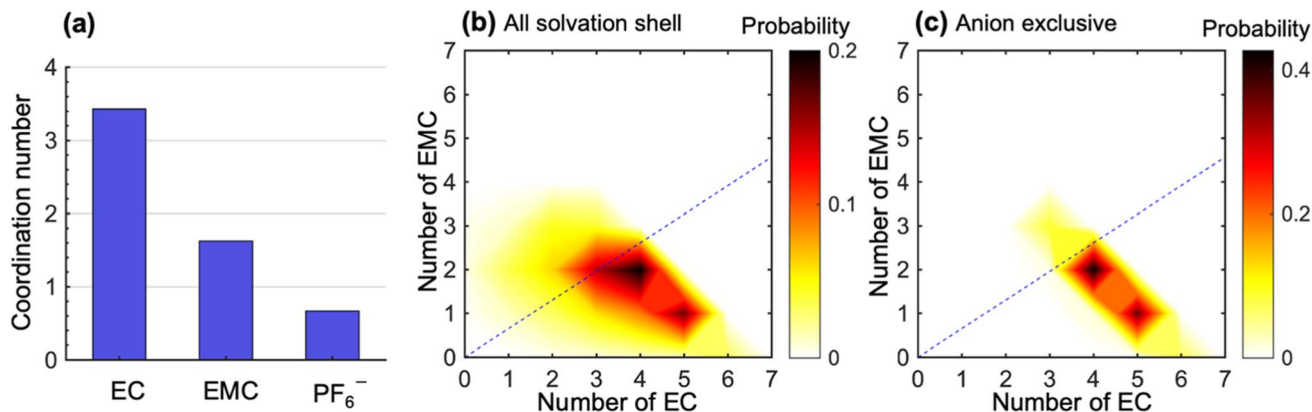 (a)
Coordination number
4
3
2
1
0
EC EMC PF6−
(b) All solvation shell Probability
Number of EMC
7
6
5
4
3
2
1
0
0 1 2 3 4 5 6 7
Number of EC
0.2
0.1
0
(c) Anion exclusive Probability
Number of EMC
7
6
5
4
3
2
1
0
0 1 2 3 4 5 6 7
Number of EC
0.4
0.2
0